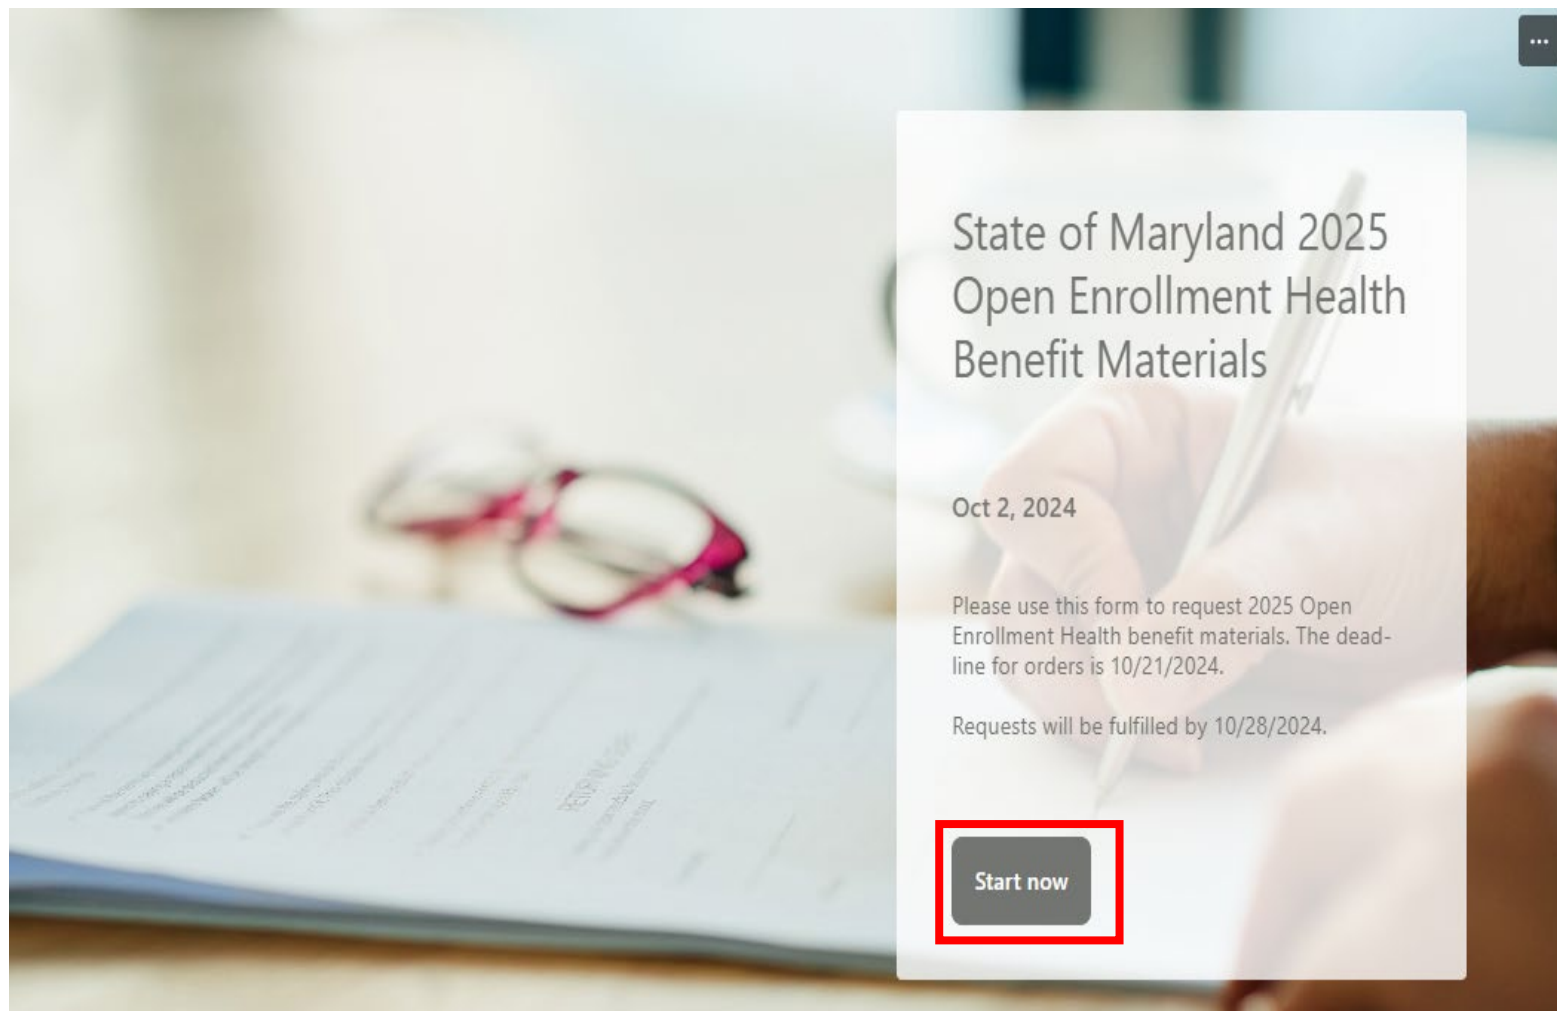 State of Maryland 2025
Open Enrollment Health
Benefit Materials
Oct 2, 2024
Please use this form to request 2025 Open
Enrollment Health benefit materials. The dead-
line for orders is 10/21/2024.
Requests will be fulfilled by 10/28/2024.
Start now